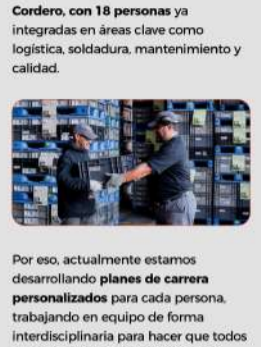 Cordero, con 18 personas ya
integradas en áreas clave como
logística, soldadura, mantenimiento y
calidad.
Por eso, actualmente estamos
desarrollando planes de carrera
personalizados para cada persona,
trabajando en equipo de forma
interdisciplinaria para hacer que todos